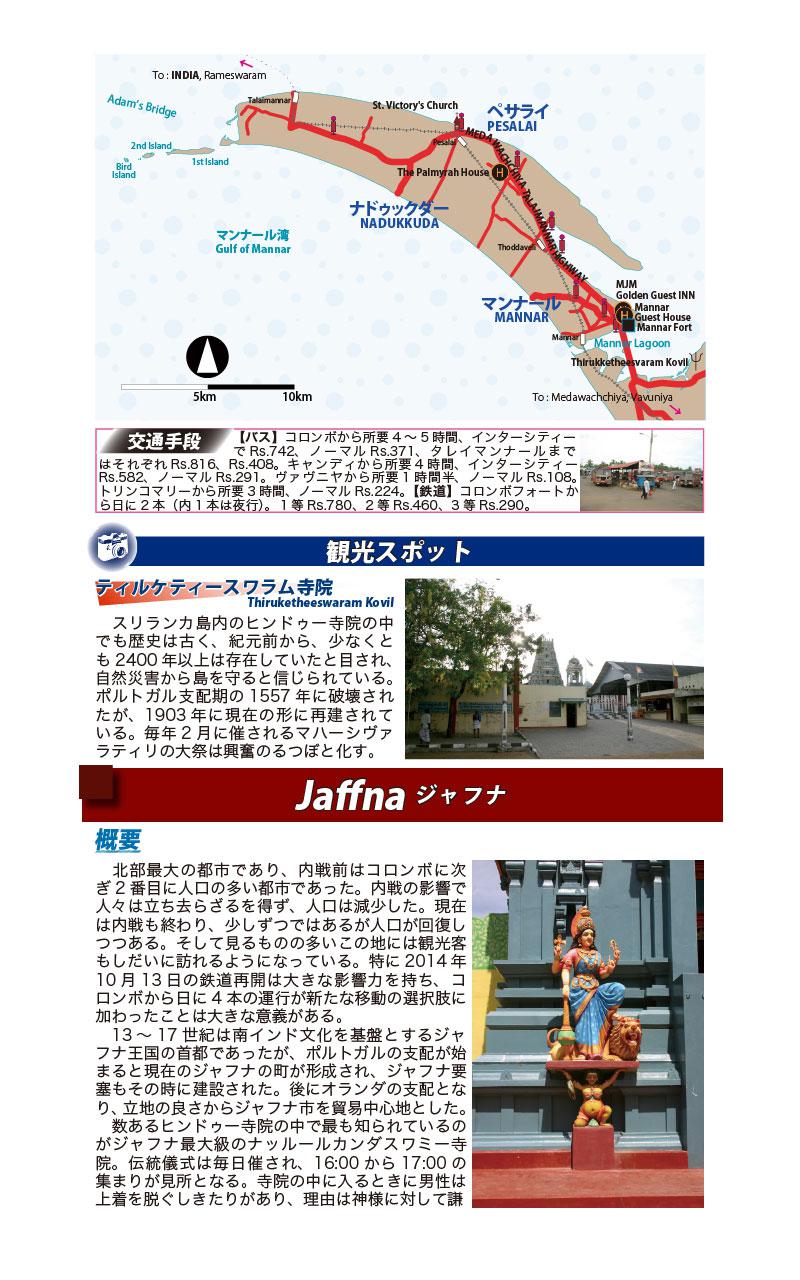 To : INDIA, Rameswaram
Adam's Bridge
Talaimannar
St. Victory's Church
ペサライ
PESALAI
2nd Island
1st Island
Bird
Island
Pesalai
MEDAWACHCHIYA TALAIMANNAR HIGHWAY
The Palmyrah House
H
ナドゥックダー
NADUKKUDA
マンナール湾
Gulf of Mannar
Thoddaveli
MJM
Golden Guest INN
マンナール
MANNAR
Mannar
Guest House
H
Mannar Fort
Mannar
Mannar Lagoon
Thirukketheesvaram Kovil
5km
10km
To : Medawachchiya, Vavuniya
交通手段
【バス】コロンボから所要 4 ～ 5 時間、インターシティー
で Rs.742、ノーマル Rs.371、タレイマンナールまで
はそれぞれ Rs.816、Rs.408。キャンディから所要 4 時間、インターシティー
Rs.582、ノーマル Rs.291。ヴァヴニヤから所要 1 時間半、ノーマル Rs.108。
トリンコマリーから所要 3 時間、ノーマル Rs.224。【鉄道】コロンボフォートか
ら日に 2 本（内 1 本は夜行）。1 等 Rs.780、2 等 Rs.460、3 等 Rs.290。
観光スポット
ティルケティースワラム寺院
Thiruketheeswaram Kovil
スリランカ島内のヒンドゥー寺院の中
でも歴史は古く、紀元前から、少なくと
も 2400 年以上は存在していたと目され、
自然災害から島を守ると信じられている。
ポルトガル支配期の 1557 年に破壊され
たが、1903 年に現在の形に再建されて
いる。毎年 2 月に催されるマハーシヴァ
ラティリの大祭は興奮のるつぼと化す。
Jaffna ジャフナ
概要
北部最大の都市であり、内戦前はコロンボに次
ぎ 2 番目に人口の多い都市であった。内戦の影響で
人々は立ち去らざるを得ず、人口は減少した。現在
は内戦も終わり、少しずつではあるが人口が回復し
つつある。そして見るものの多いこの地には観光客
もしだいに訪れるようになっている。特に 2014 年
10 月 13 日の鉄道再開は大きな影響力を持ち、コ
ロンボから日に 4 本の運行が新たな移動の選択肢に
加わったことは大きな意義がある。
13 ～ 17 世紀は南インド文化を基盤とするジャ
フナ王国の首都であったが、ポルトガルの支配が始
まると現在のジャフナの町が形成され、ジャフナ要
塞もその時に建設された。後にオランダの支配とな
り、立地の良さからジャフナ市を貿易中心地とした。
数あるヒンドゥー寺院の中で最も知られているの
がジャフナ最大級のナッルールカンダスワミー寺
院。伝統儀式は毎日催され、16:00 から 17:00 の
集まりが見所となる。寺院の中に入るときに男性は
上着を脱ぐしきたりがあり、理由は神様に対して謙